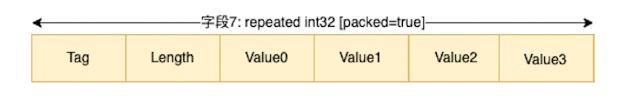 字段7: repeated int32 [packed=true]
Tag Length Value0 Value1 Value2 Value3